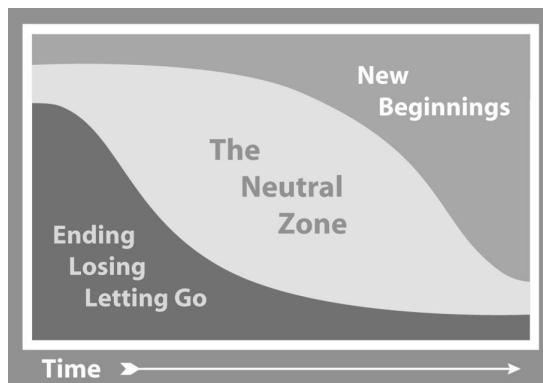 New
Beginnings
The
Neutral
Zone
Ending
Losing
Letting Go
Time